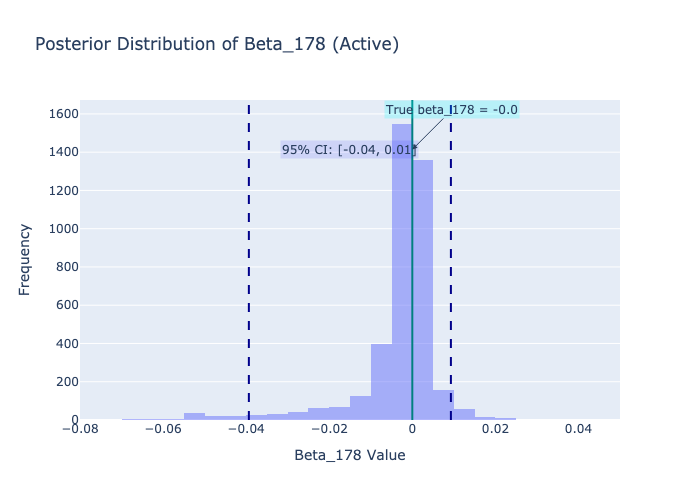 Posterior Distribution of Beta_178 (Active)
True beta_178 = -0.0
95% CI: [-0.04, 0.01]
1600
1400
1200
1000
800
600
400
200
0
Frequency
−0.08 −0.06 −0.04 −0.02 0 0.02 0.04
Beta_178 Value